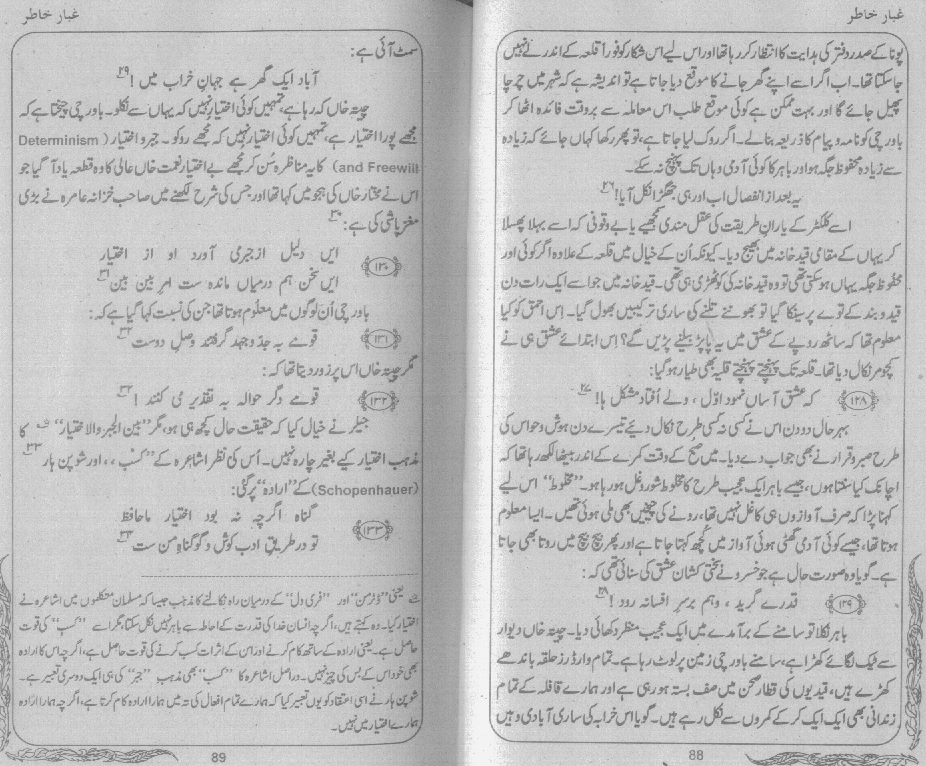 غبار خاطر
پونا کے صدر دفتر کی ہدایت کا انتظار کر رہا تھا اور اس لیے اس شکار کو فوراً قلعہ کے اندر لے نہیں
جا سکتا تھا۔ اب اگر اسے اپنے گھر جانے کا موقع دیا جاتا ہے تو اندیشہ ہے کہ شہر میں چرچا
پھیل جائے گا اور بہت ممکن ہے کوئی موقع طلب اس معاملہ سے بروقت فائدہ اٹھا کر
باورچی کو نامہ و پیام کا ذریعہ بنا لے۔ اگر روک لیا جاتا ہے، تو پھر رکھا کہاں جائے کہ زیادہ
سے زیادہ محفوظ جگہ ہو اور باہر کا کوئی آدمی وہاں تک پہنچ نہ سکے۔
یہ بعد از انفصال اب اور ہی جھگڑا نکل آیا! ۲۶
اسے کلکٹر کے یارانِ طریقت کی عقل مندی سمجھیے یا بے وقوفی کہ اسے بہلا پھسلا
کر یہاں کے مقامی قید خانہ میں بھیج دیا۔ کیونکہ اُن کے خیال میں قلعہ کے علاوہ اگر کوئی اور
محفوظ جگہ یہاں ہو سکتی تھی تو وہ قید خانہ کی کوٹھڑی ہی تھی۔ قید خانہ میں جو اسے ایک رات دن
قید و بند کے توے پر سینکا گیا تو بھوننے تلنے کی ساری ترکیبیں بھول گیا۔ اِس احمق کو کیا
معلوم تھا کہ ساٹھ روپے کے عشق میں یہ پاپڑ بیلنے پڑیں گے؟ اِس ابتدائے عشق ہی نے
کچومر نکال دیا تھا۔ قلعہ تک پہنچتے پہنچتے قلیہ بھی طیار ہو گیا:
﴿۱۲۸﴾ کہ عشق آساں نمود اوّل ، ولے اُفتاد مشکل ہا! ۲۷
بہر حال دو دن اس نے کسی نہ کسی طرح نکال دیئے تیسرے دن ہوش و حواس کی
طرح صبر و قرار نے بھی جواب دے دیا۔ میں صبح کے وقت کمرے کے اندر بیٹھا لکھ رہا تھا کہ
اچانک کیا سنتا ہوں، جیسے باہر ایک عجیب طرح کا مخلوط شور و غل ہو رہا ہو۔ ”مخلوط“ اس لیے
کہنا پڑا کہ صرف آوازوں ہی کا غل نہیں تھا، رونے کی چیخیں بھی ملی ہوئی تھیں۔ ایسا معلوم
ہوتا تھا، جیسے کوئی آدمی گھٹی ہوئی آواز میں کچھ کہتا جاتا ہے اور پھر بیچ بیچ میں روتا بھی جاتا
ہے۔ گویا وہ صورت حال ہے جو خسرو نے سختی کشان عشق کی سنائی تھی کہ:
﴿۱۲۹﴾ قدرے گرید ، و ہم برسرِ افسانہ رود ! ۲۸
باہر نکلا تو سامنے کے برآمدے میں ایک عجیب منظر دکھائی دیا۔ چیتہ خاں دیوار
سے ٹیک لگائے کھڑا ہے، سامنے باورچی زمین پر لوٹ رہا ہے۔ تمام وارڈرز حلقہ باندھے
کھڑے ہیں، قیدیوں کی قطار صحن میں صف بستہ ہو رہی ہے اور ہمارے قافلہ کے تمام
زندانی بھی ایک ایک کر کے کمروں سے نکل رہے ہیں۔ گویا اس خرابہ کی ساری آبادی وہیں
88
غبار خاطر
سمٹ آئی ہے:
آباد ایک گھر ہے جہانِ خراب میں ! ۲۹
چیتہ خاں کہہ رہا ہے، تمہیں کوئی اختیار نہیں کہ یہاں سے نکلو۔ باورچی چیختا ہے کہ
مجھے پورا اختیار ہے، تمہیں کوئی اختیار نہیں کہ مجھے روکو۔ جبر و اختیار (Determinism
and Freewill) کا یہ مناظرہ سُن کر مجھے بے اختیار نعمت خاں عالی کا وہ قطعہ یاد آ گیا جو
اس نے مختار خاں کی ہجو میں کہا تھا اور جس کی شرح لکھنے میں صاحب خزانہ عامرہ نے بڑی
مغز پاشی کی ہے: ۳۰
﴿۱۳۰﴾ ایں دلیل از جبری آورد او از اختیار
ایں سخن ہم درمیاں ماندہ ست امرِ بین بین ۳۱
باورچی اُن لوگوں میں معلوم ہوتا تھا جن کی نسبت کہا گیا ہے کہ:
﴿۱۳۱﴾ قومے بہ جد و جہد گرفتند وصلِ دوست ۳۲
مگر چیتہ خاں اس پر زور دیتا تھا کہ:
﴿۱۳۲﴾ قومے دگر حوالہ بہ تقدیر می کنند ! ۳۲
جیلر نے خیال کیا کہ حقیقت حال کچھ ہی ہو، مگر ”بین الجبر والاختیار“ کا
مذہب اختیار کیے بغیر چارہ نہیں۔ اُس کی نظر اشاعرہ کے ”کسب“ ۳۳ ،، اور شوپن ہار
(Schopenhauer) کے ”ارادہ“ پر گئی:
﴿۱۳۳﴾ گناہ اگرچہ نہ بود اختیار ما حافظ
تو در طریق ادب کوش و گو گناہِ من ست ۳۴
یعنی ”ڈٹرمن“ اور ”فری ول“ کے درمیان راہ نکالنے کا مذہب جیسا کہ مسلمان متکلموں میں اشاعرہ نے
اختیار کیا۔ وہ کہتے ہیں، اگرچہ انسان خدا کی قدرت کے احاطہ سے باہر نہیں نکل سکتا، مگر اسے ”کسب“ کی قوت
حاصل ہے۔ یعنی ارادہ کے ساتھ کام کرنے اور اس کے اثرات کسب کرنے کی قوت حاصل ہے، اگرچہ اس کا ارادہ
بھی خود اس کے بس کی چیز نہیں۔ دراصل اشاعرہ کا ”کسب“ بھی مذہب ”جبر“ کی ہی ایک دوسری تعبیر ہے۔
شوپن ہار نے اسی اعتقاد کو یوں تعبیر کیا کہ ہمارے تمام افعال کی تہ میں ہمارا ارادہ کام کرتا ہے، اگرچہ ہمارا ارادہ
ہمارے اختیار میں نہیں۔
89